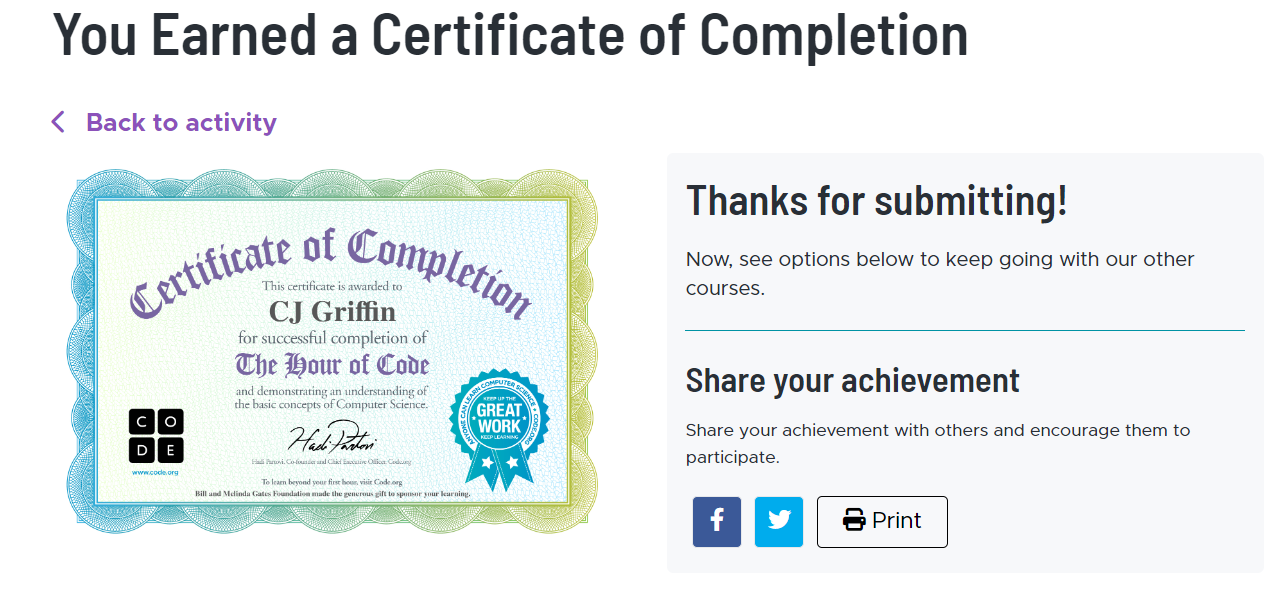 You Earned a Certificate of Completion
Back to activity
Certificate of Completion
This certificate is awarded to
CJ Griffin
for successful completion of
The Hour of Code
and demonstrating an understanding of
the basic concepts of Computer Science.
Hadi Partovi
Hadi Partovi, Co-founder and Chief Executive Officer, Code.org
To learn beyond your first hour, visit Code.org
Bill and Melinda Gates Foundation made the generous gift to sponsor your learning.
C O
D E
www.code.org
ANYONE CAN LEARN COMPUTER SCIENCE • CODE.ORG
KEEP UP THE
GREAT
WORK
KEEP LEARNING
Thanks for submitting!
Now, see options below to keep going with our other
courses.
Share your achievement
Share your achievement with others and encourage them to
participate.
f
Print